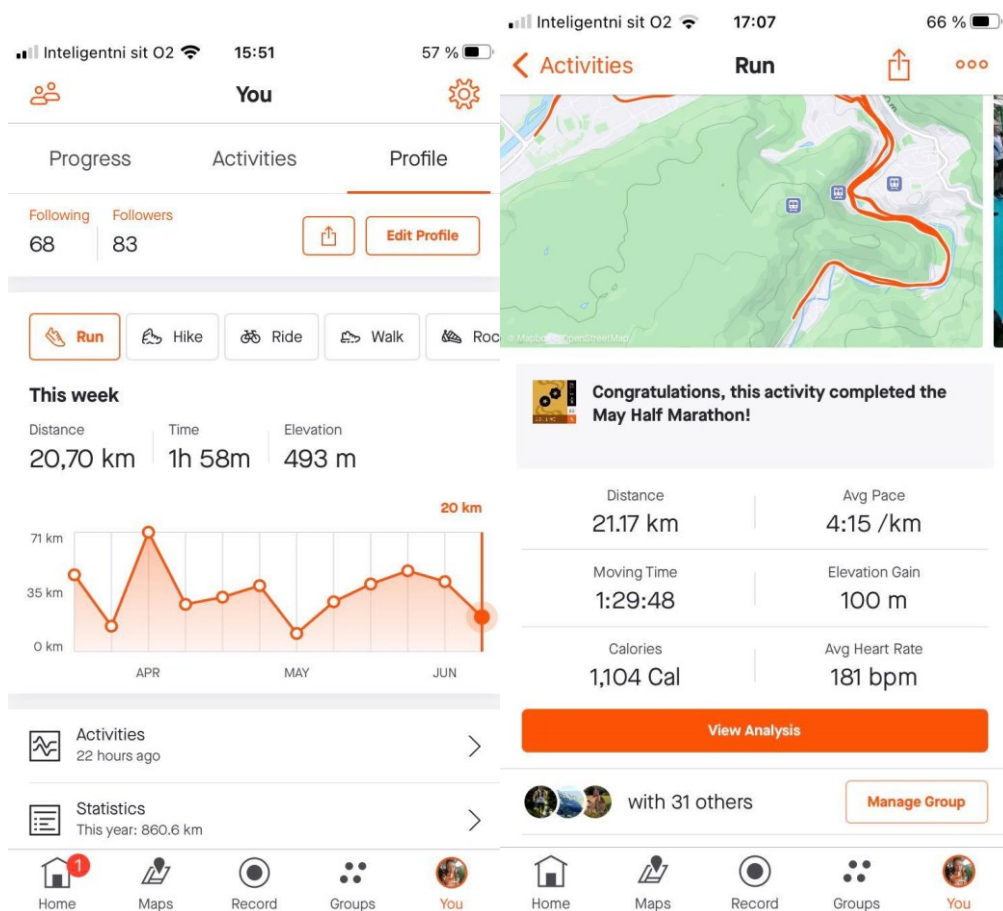 Inteligentni sit O2 15:51 57 %
You
Progress Activities Profile
Following Followers
68 83
Edit Profile
Run Hike Ride Walk Roc
This week
Distance Time Elevation
20,70 km 1h 58m 493 m
20 km
71 km
35 km
0 km
APR MAY JUN
Activities
22 hours ago
Statistics
This year: 860.6 km
1
Home Maps Record Groups You
Inteligentni sit O2 17:07 66 %
Activities Run
© Mapbox © OpenStreetMap
Congratulations, this activity completed the
May Half Marathon!
Distance Avg Pace
21.17 km 4:15 /km
Moving Time Elevation Gain
1:29:48 100 m
Calories Avg Heart Rate
1,104 Cal 181 bpm
View Analysis
with 31 others Manage Group
Home Maps Record Groups You